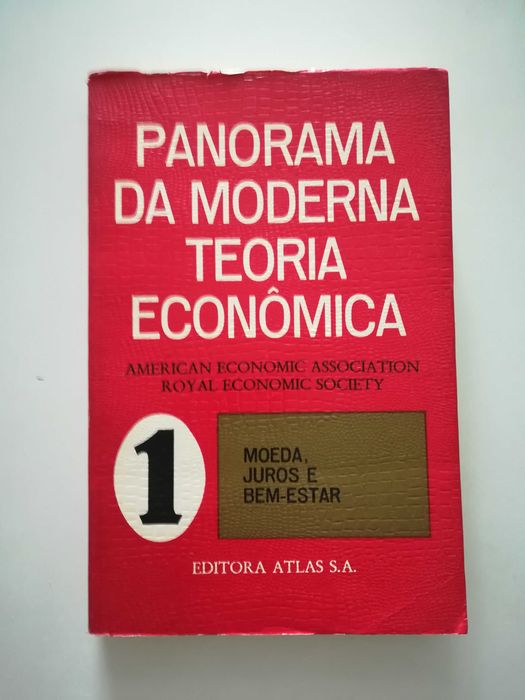 PANORAMA
DA MODERNA
TEORIA
ECONÔMICA
AMERICAN ECONOMIC ASSOCIATION
ROYAL ECONOMIC SOCIETY
1
MOEDA,
JUROS E
BEM-ESTAR
EDITORA ATLAS S.A.